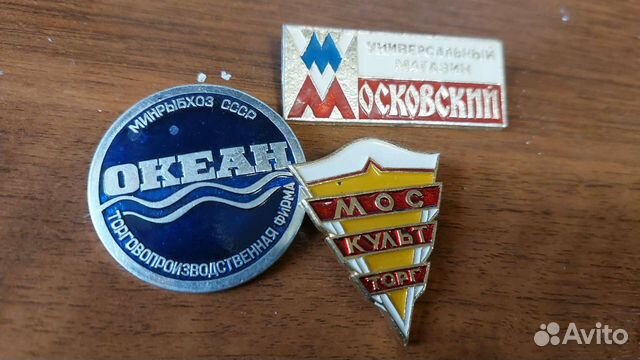 УНИВЕРСАЛЬНЫЙ
МАГАЗИН
МОСКОВСКИЙ
МИНРЫБХОЗ СССР
ОКЕАН
ТОРГОВОПРОИЗВОДСТВЕННАЯ ФИРМА
МОС
КУЛЬТ
ТОРГ
Avito